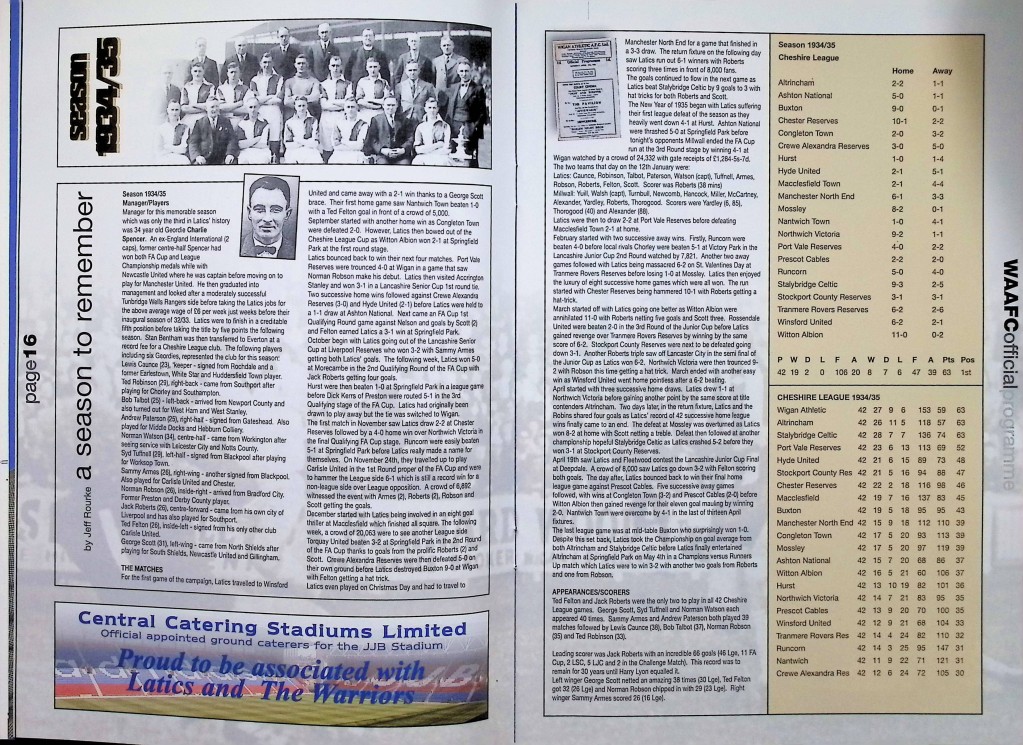 season
1934/35
page16
a season to remember
by Jeff Rourke
Season 1934/35
Manager/Players
Manager for this memorable season
which was only the third in Latics' history
was 34 year old Geordie Charlie
Spencer. An ex-England International (2
caps), former centre-half Spencer had
won both FA Cup and League
Championship medals while with
Newcastle United where he was captain before moving on to
play for Manchester United. He then graduated into
management and looked after a moderately successful
Tunbridge Wells Rangers side before taking the Latics jobs for
the above average wage of £6 per week just weeks before their
inaugural season of 32/33. Latics were to finish in a creditable
fifth position before taking the title by five points the following
season. Stan Bentham was then transferred to Everton at a
record fee for a Cheshire League club. The following players
including six Geordies, represented the club for this season:
Lewis Caunce (23), 'keeper - signed from Rochdale and a
former Earlestown, White Star and Huddersfield Town player.
Ted Robinson (29), right-back - came from Southport after
playing for Chorley and Southampton.
Bob Talbot (25) - left-back - arrived from Newport County and
also turned out for West Ham and West Stanley.
Andrew Paterson (25), right-half - signed from Gateshead. Also
played for Middle Docks and Hebburn Colliery.
Norman Watson (34), centre-half - came from Workington after
seeing service with Leicester City and Notts County.
Syd Tuffnell (29), left-half - signed from Blackpool after playing
for Worksop Town.
Sammy Armes (26), right-wing - another signed from Blackpool.
Also played for Carlisle United and Chester.
Norman Robson (26), inside-right - arrived from Bradford City.
Former Preston and Derby County player.
Jack Roberts (26), centre-forward - came from his own city of
Liverpool and has also played for Southport.
Ted Felton (26), inside-left - signed from his only other club
Carlisle United.
George Scott (31), left-wing - came from North Shields after
playing for South Shields, Newcastle United and Gillingham.
THE MATCHES
For the first game of the campaign, Latics travelled to Winsford
United and came away with a 2-1 win thanks to a George Scott
brace. Their first home game saw Nantwich Town beaten 1-0
with a Ted Felton goal in front of a crowd of 5,000.
September started with another home win as Congleton Town
were defeated 2-0. However, Latics then bowed out of the
Cheshire League Cup as Witton Albion won 2-1 at Springfield
Park at the first round stage.
Latics bounced back to win their next four matches. Port Vale
Reserves were trounced 4-0 at Wigan in a game that saw
Norman Robson make his debut. Latics then visited Accrington
Stanley and won 3-1 in a Lancashire Senior Cup 1st round tie.
Two successive home wins followed against Crewe Alexandra
Reserves (3-0) and Hyde United (2-1) before Latics were held to
a 1-1 draw at Ashton National. Next came an FA Cup 1st
Qualifying Round game against Nelson and goals by Scott (2)
and Felton earned Latics a 3-1 win at Springfield Park.
October begin with Latics going out of the Lancashire Senior
Cup at Liverpool Reserves who won 3-2 with Sammy Armes
getting both Latics' goals. The following week, Latics won 5-0
at Morecambe in the 2nd Qualifying Round of the FA Cup with
Jack Roberts getting four goals.
Hurst were then beaten 1-0 at Springfield Park in a league game
before Dick Kerrs of Preston were routed 5-1 in the 3rd
Qualifying stage of the FA Cup. Latics had originally been
drawn to play away but the tie was switched to Wigan.
The first match in November saw Latics draw 2-2 at Chester
Reserves followed by a 4-0 home win over Northwich Victoria in
the final Qualifying FA Cup stage. Runcorn were easily beaten
5-1 at Springfield Park before Latics really made a name for
themselves. On November 24th, they travelled up to play
Carlisle United in the 1st Round proper of the FA Cup and were
to hammer the League side 6-1 which is still a record win for a
non-league side over League opposition. A crowd of 6,892
witnessed the event with Armes (2), Roberts (2), Robson and
Scott getting the goals.
December started with Latics being involved in an eight goal
thriller at Macclesfield which finished all square. The following
week, a crowd of 20,063 were to see another League side
Torquay United beaten 3-2 at Springfield Park in the 2nd Round
of the FA Cup thanks to goals from the prolific Roberts (2) and
Scott. Crewe Alexandra Reserves were then defeated 5-0 on
their own ground before Latics thrashed Buxton 9-0 at Wigan
with Felton getting a hat trick.
Latics even played on Christmas Day and had to travel to
Central Catering Stadiums Limited
Official appointed ground caterers for the JJB Stadium
Proud to be associated with
Latics and The Warriors
WIGAN ATHLETIC A.F.C. Ltd.
Manchester North End for a game that finished in
a 3-3 draw. The return fixture on the following day
saw Latics run out 6-1 winners with Roberts
scoring three times in front of 8,000 fans.
The goals continued to flow in the next game as
Latics beat Stalybridge Celtic by 9 goals to 3 with
hat tricks for both Roberts and Scott.
The New Year of 1935 began with Latics suffering
their first league defeat of the season as they
heavily went down 4-1 at Hurst. Ashton National
were thrashed 5-0 at Springfield Park before
tonight's opponents Millwall ended the FA Cup
run at the 3rd Round stage by winning 4-1 at
Wigan watched by a crowd of 24,332 with gate receipts of £1,284-5s-7d.
The two teams that day on the 12th January were:
Latics: Caunce, Robinson, Talbot, Paterson, Watson (capt), Tuffnell, Armes,
Robson, Roberts, Felton, Scott. Scorer was Roberts (38 mins)
Millwall: Yuill, Walsh (capt), Turnbull, Newcomb, Hancock, Miller, McCartney,
Alexander, Yardley, Roberts, Thorogood. Scorers were Yardley (6, 85),
Thorogood (40) and Alexander (88).
Latics were then to draw 2-2 at Port Vale Reserves before defeating
Macclesfield Town 2-1 at home.
February started with two successive away wins. Firstly, Runcorn were
beaten 4-0 before local rivals Chorley were beaten 5-1 at Victory Park in the
Lancashire Junior Cup 2nd Round watched by 7,821. Another two away
games followed with Latics being massacred 6-2 on St. Valentines Day at
Tranmere Rovers Reserves before losing 1-0 at Mossley. Latics then enjoyed
the luxury of eight successive home games which were all won. The run
started with Chester Reserves being hammered 10-1 with Roberts getting a
hat-trick.
March started off with Latics going one better as Witton Albion were
annihilated 11-0 with Roberts netting five goals and Scott three. Rossendale
United were beaten 2-0 in the 3rd Round of the Junior Cup before Latics
gained revenge over Tranmere Rovers Reserves by winning by the same
score of 6-2. Stockport County Reserves were next to be defeated going
down 3-1. Another Roberts triple saw off Lancaster City in the semi final of
the Junior Cup as Latics won 6-2. Northwich Victoria were then trounced 9-
2 with Robson this time getting a hat trick. March ended with another easy
win as Winsford United went home pointless after a 6-2 beating.
April started with three successive home draws. Latics drew 1-1 at
Northwich Victoria before gaining another point by the same score at title
contenders Altrincham. Two days later, in the return fixture, Latics and the
Robins shared four goals as Latics' record of 42 successive home league
wins finally came to an end. The defeat at Mossley was overturned as Latics
won 8-2 at home with Scott netting a treble. Defeat then followed at another
championship hopeful Stalybridge Celtic as Latics crashed 5-2 before they
won 3-1 at Stockport County Reserves.
April 19th saw Latics and Fleetwood contest the Lancashire Junior Cup Final
at Deepdale. A crowd of 8,000 saw Latics go down 3-2 with Felton scoring
both goals. The day after, Latics bounced back to win their final home
league game against Prescot Cables. Five successive away games
followed, with wins at Congleton Town (3-2) and Prescot Cables (2-0) before
Witton Albion then gained revenge for their eleven goal mauling by winning
2-0. Nantwich Town were overcome by 4-1 in the last of thirteen April
fixtures.
The last league game was at mid-table Buxton who surprisingly won 1-0.
Despite this set back, Latics took the Championship on goal average from
both Altrincham and Stalybridge Celtic before Latics finally entertained
Altrincham at Springfield Park on May 4th in a Champions versus Runners
Up match which Latics were to win 3-2 with another two goals from Roberts
and one from Robson.
APPEARANCES/SCORERS
Ted Felton and Jack Roberts were the only two to play in all 42 Cheshire
League games. George Scott, Syd Tuffnell and Norman Watson each
appeared 40 times. Sammy Armes and Andrew Paterson both played 39
matches followed by Lewis Caunce (38), Bob Talbot (37), Norman Robson
(35) and Ted Robinson (33).
Leading scorer was Jack Roberts with an incredible 66 goals (46 Lge, 11 FA
Cup, 2 LSC, 5 LJC and 2 in the Challenge Match). This record was to
remain for 30 years until Harry Lyon equalled it.
Left winger George Scott netted an amazing 38 times (30 Lge), Ted Felton
got 32 (26 Lge) and Norman Robson chipped in with 29 (23 Lge). Right
winger Sammy Armes scored 26 (16 Lge).
Season 1934/35
Cheshire League
Home Away
Altrincham 2-2 1-1
Ashton National 5-0 1-1
Buxton 9-0 0-1
Chester Reserves 10-1 2-2
Congleton Town 2-0 3-2
Crewe Alexandra Reserves 3-0 5-0
Hurst 1-0 1-4
Hyde United 2-1 5-1
Macclesfield Town 2-1 4-4
Manchester North End 6-1 3-3
Mossley 8-2 0-1
Nantwich Town 1-0 4-1
Northwich Victoria 9-2 1-1
Port Vale Reserves 4-0 2-2
Prescot Cables 2-2 2-0
Runcorn 5-0 4-0
Stalybridge Celtic 9-3 2-5
Stockport County Reserves 3-1 3-1
Tranmere Rovers Reserves 6-2 2-6
Winsford United 6-2 2-1
Witton Albion 11-0 0-2
P W D L F A W D L F A Pts Pos
42 19 2 0 106 20 8 7 6 47 39 63 1st
CHESHIRE LEAGUE 1934/35
Wigan Athletic 42 27 9 6 153 59 63
Altrincham 42 26 11 5 118 57 63
Stalybridge Celtic 42 28 7 7 136 74 63
Port Vale Reserves 42 23 6 13 113 69 52
Hyde United 42 21 6 15 89 73 48
Stockport County Res 42 21 5 16 94 88 47
Chester Reserves 42 22 2 18 116 98 46
Macclesfield 42 19 7 16 137 83 45
Buxton 42 19 5 18 95 95 43
Manchester North End 42 15 9 18 112 110 39
Congleton Town 42 17 5 20 93 113 39
Mossley 42 17 5 20 97 119 39
Ashton National 42 15 7 20 68 86 37
Witton Albion 42 16 5 21 60 106 37
Hurst 42 13 10 19 82 101 36
Northwich Victoria 42 14 7 21 83 95 35
Prescot Cables 42 13 9 20 70 100 35
Winsford United 42 12 9 21 68 104 33
Tranmere Rovers Res 42 14 4 24 82 110 32
Runcorn 42 14 3 25 95 147 31
Nantwich 42 11 9 22 71 121 31
Crewe Alexandra Res 42 12 6 24 72 105 30
WAAFCofficialprogramme